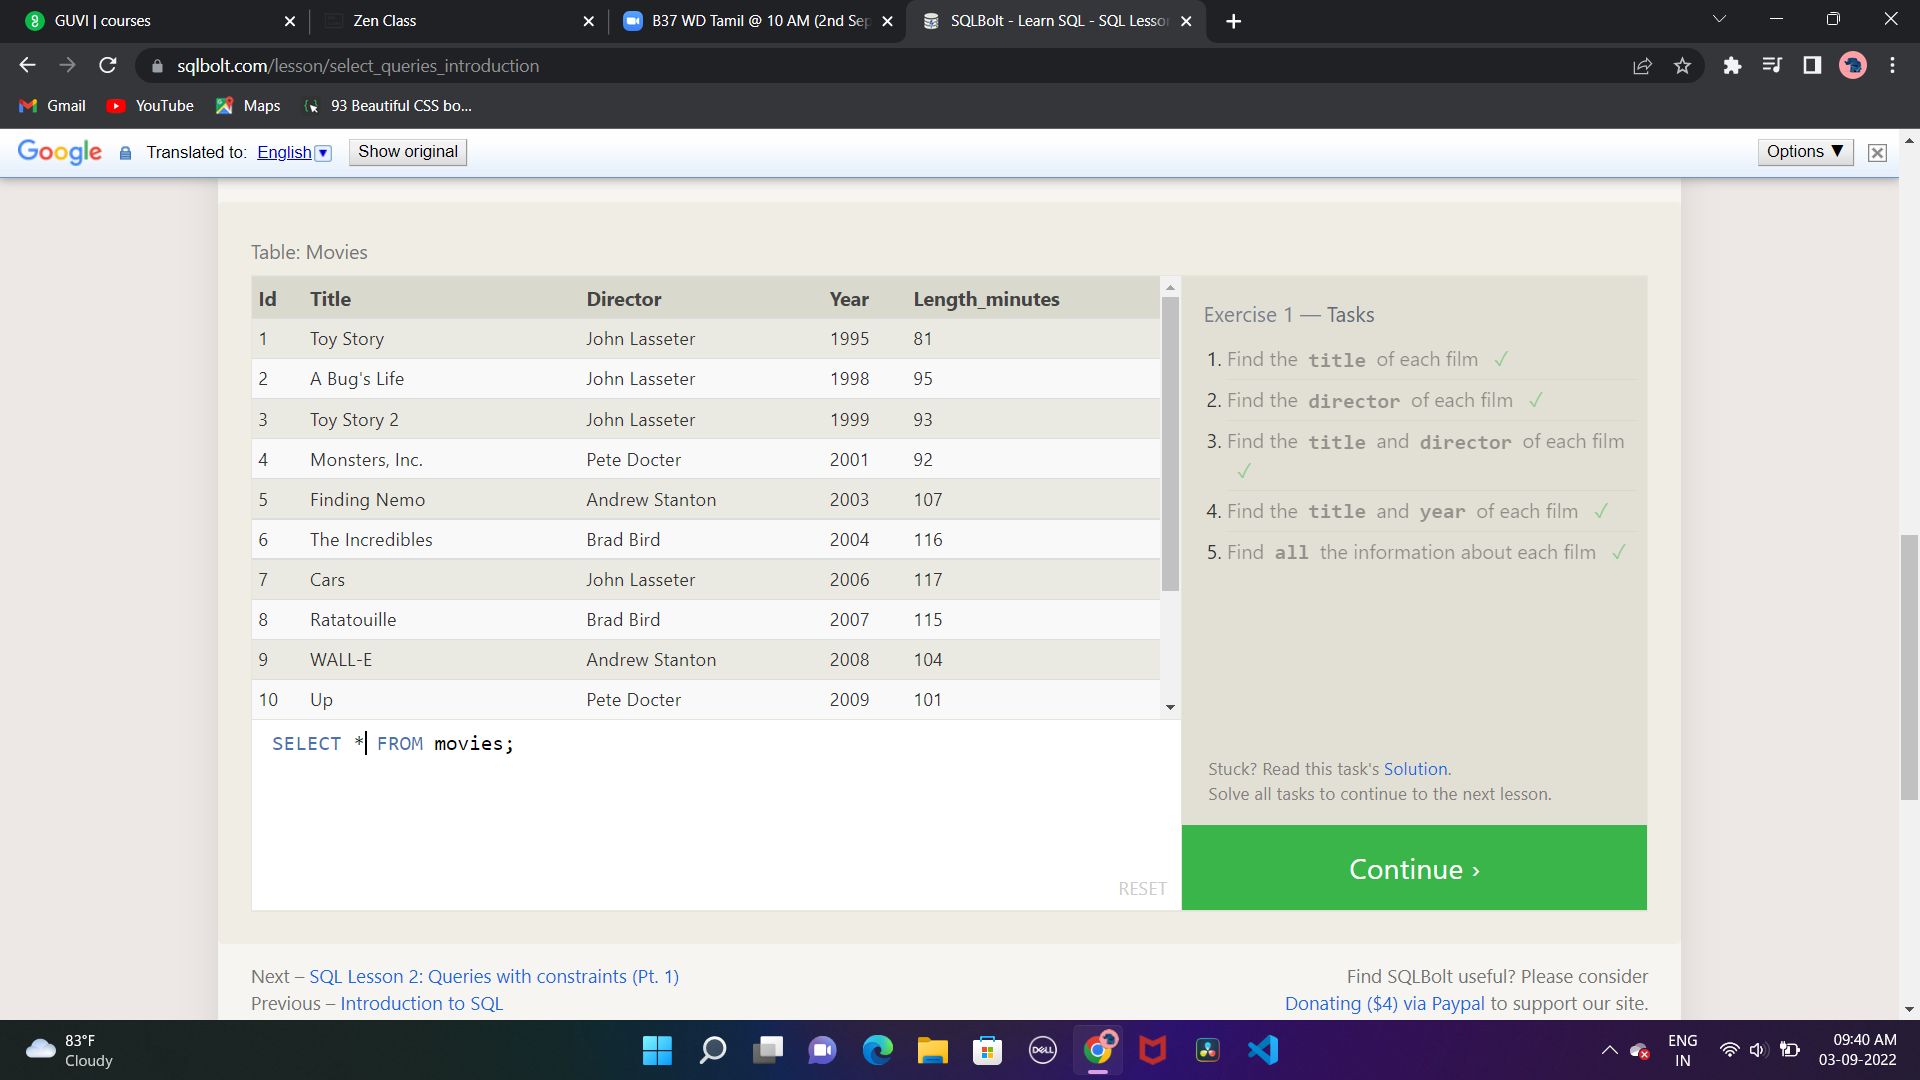 GUVI | courses
Zen Class
B37 WD Tamil @ 10 AM (2nd Sep
SQLBolt - Learn SQL - SQL Lesson
sqlbolt.com/lesson/select_queries_introduction
Gmail YouTube Maps 93 Beautiful CSS bo...
Google Translated to: English Show original Options ▼
Table: Movies
Id Title Director Year Length_minutes
1 Toy Story John Lasseter 1995 81
2 A Bug's Life John Lasseter 1998 95
3 Toy Story 2 John Lasseter 1999 93
4 Monsters, Inc. Pete Docter 2001 92
5 Finding Nemo Andrew Stanton 2003 107
6 The Incredibles Brad Bird 2004 116
7 Cars John Lasseter 2006 117
8 Ratatouille Brad Bird 2007 115
9 WALL-E Andrew Stanton 2008 104
10 Up Pete Docter 2009 101
SELECT * FROM movies;
RESET
Exercise 1 — Tasks
1. Find the title of each film ✓
2. Find the director of each film ✓
3. Find the title and director of each film
✓
4. Find the title and year of each film ✓
5. Find all the information about each film ✓
Stuck? Read this task's Solution.
Solve all tasks to continue to the next lesson.
Continue ›
Next – SQL Lesson 2: Queries with constraints (Pt. 1)
Previous – Introduction to SQL
Find SQLBolt useful? Please consider
Donating ($4) via Paypal to support our site.
83°F
Cloudy
DELL
ENG
IN
09:40 AM
03-09-2022